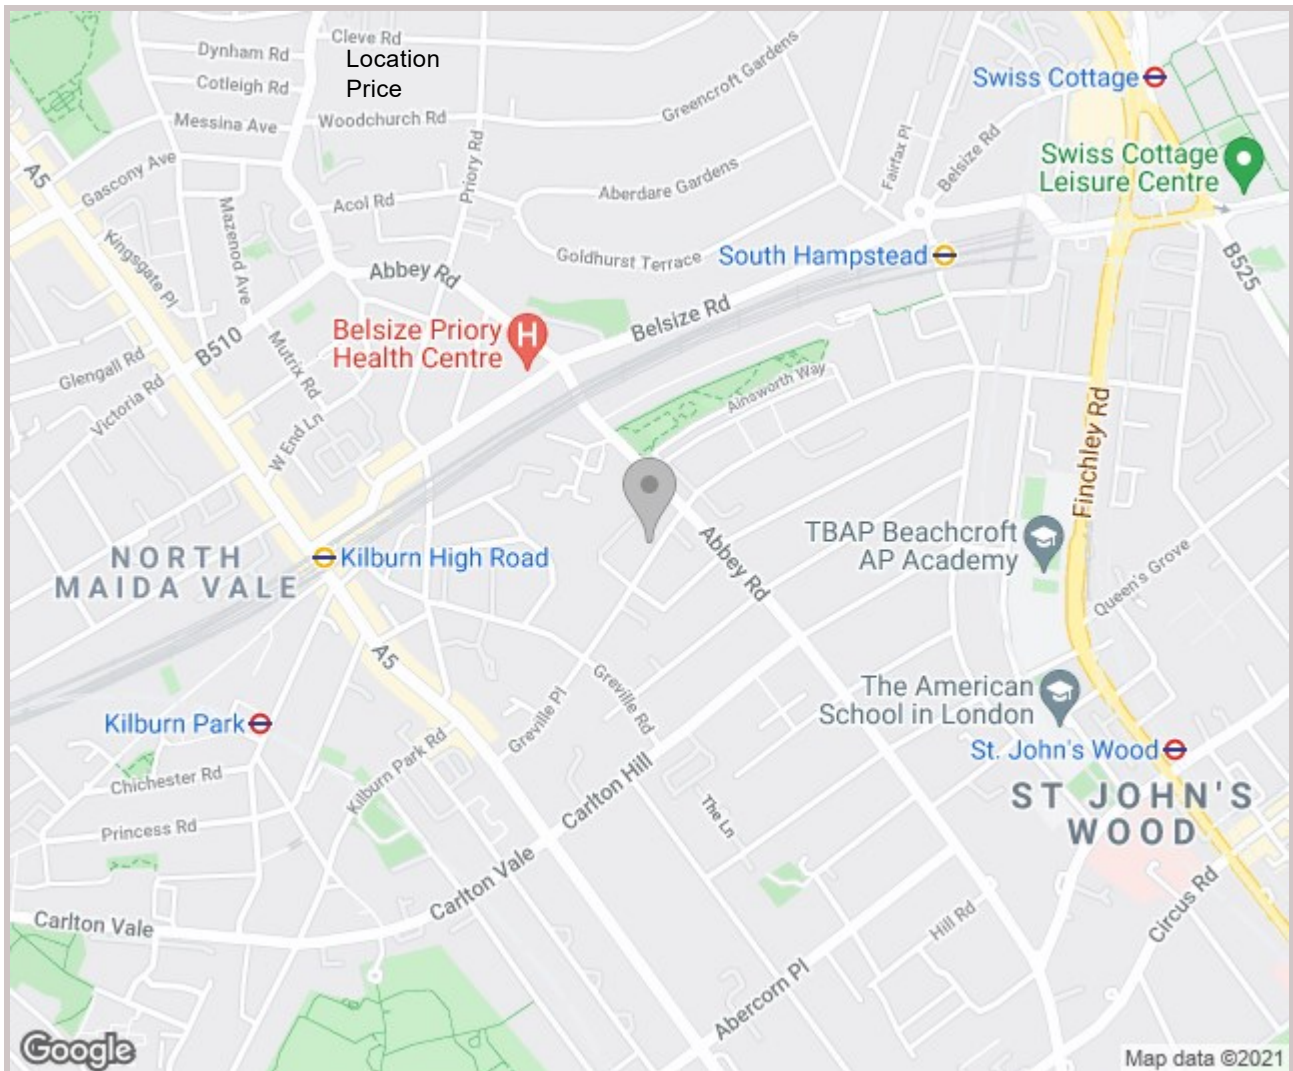 Cleve Rd
Dynham Rd
Location
Swiss Cottage
Cotleigh Rd
Price
Greencroft Gardens
Messina Ave
Woodchurch Rd
Fairfax Pl
Belsize Rd
Swiss Cottage
Leisure Centre
A5
Gascony Ave
Priory Rd
Aberdare Gardens
Acol Rd
Mazenod Ave
Kingsgate Pl
Goldhurst Terrace
South Hampstead
B525
Abbey Rd
Belsize Rd
Belsize Priory
Health Centre
H
B510
Mutrix Rd
Glengall Rd
Victoria Rd
Ainsworth Way
W End Ln
Finchley Rd
TBAP Beachcroft
AP Academy
NORTH
MAIDA VALE
Kilburn High Road
Abbey Rd
Queen's Grove
A5
Greville Rd
Greville Pl
The American
School in London
Kilburn Park
St. John's Wood
Kilburn Park Rd
Chichester Rd
ST JOHN'S
WOOD
Carlton Hill
The Ln
Princess Rd
Carlton Vale
Circus Rd
Carlton Vale
Hill Rd
Abercorn Pl
Google
Map data ©2021